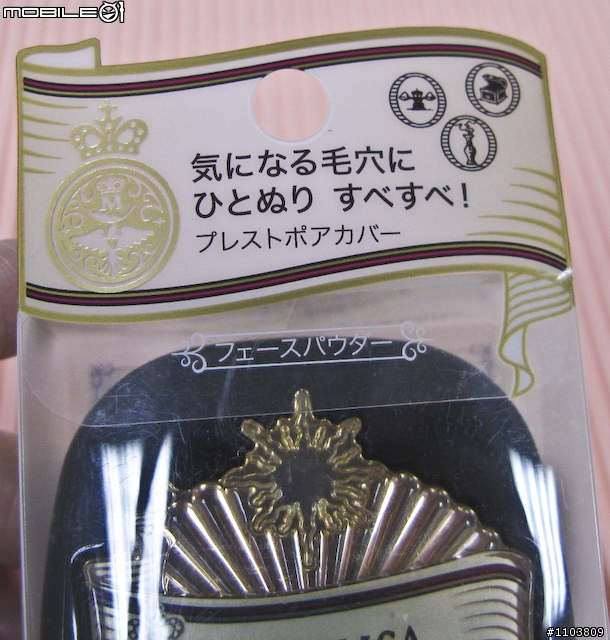 MOBILE01
気になる毛穴に
ひとぬり すべすべ！
プレストポアカバー
フェースパウダー
#1103809